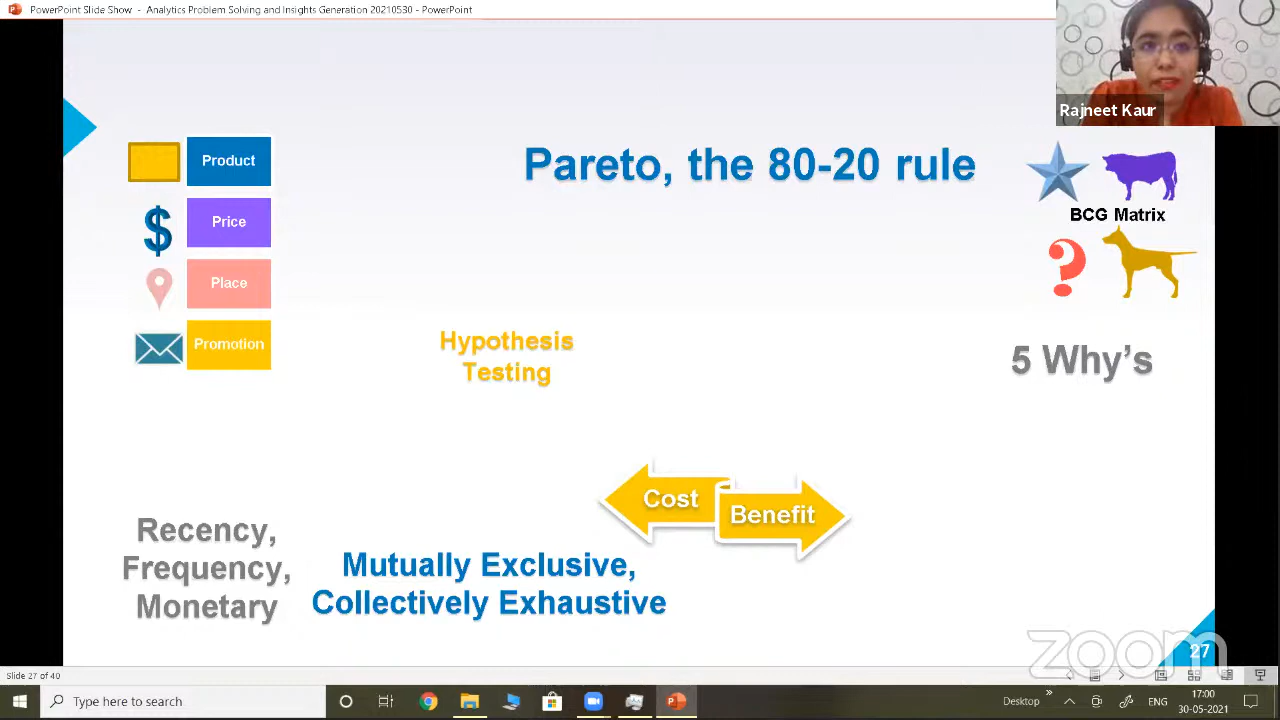 PowerPoint Slide Show - Analytics Problem Solving and Insights Generation 20210530 - PowerPoint
Rajneet Kaur
Product
Pareto, the 80-20 rule
Price
BCG Matrix
$
Place
?
Promotion
Hypothesis
Testing
5 Why's
Cost
Benefit
Recency,
Frequency,
Monetary
Mutually Exclusive,
Collectively Exhaustive
zoom
27
Slide 27 of 40
Type here to search
Desktop
ENG
17:00
30-05-2021